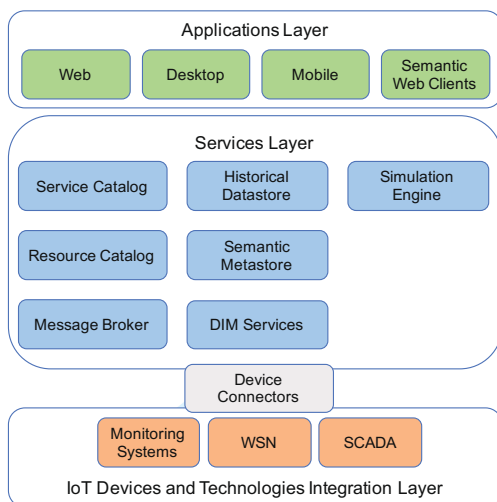 Applications Layer
Web
Desktop
Mobile
Semantic
Web Clients
Services Layer
Service Catalog
Historical
Datastore
Simulation
Engine
Resource Catalog
Semantic
Metastore
Message Broker
DIM Services
Device
Connectors
Monitoring
Systems
WSN
SCADA
IoT Devices and Technologies Integration Layer